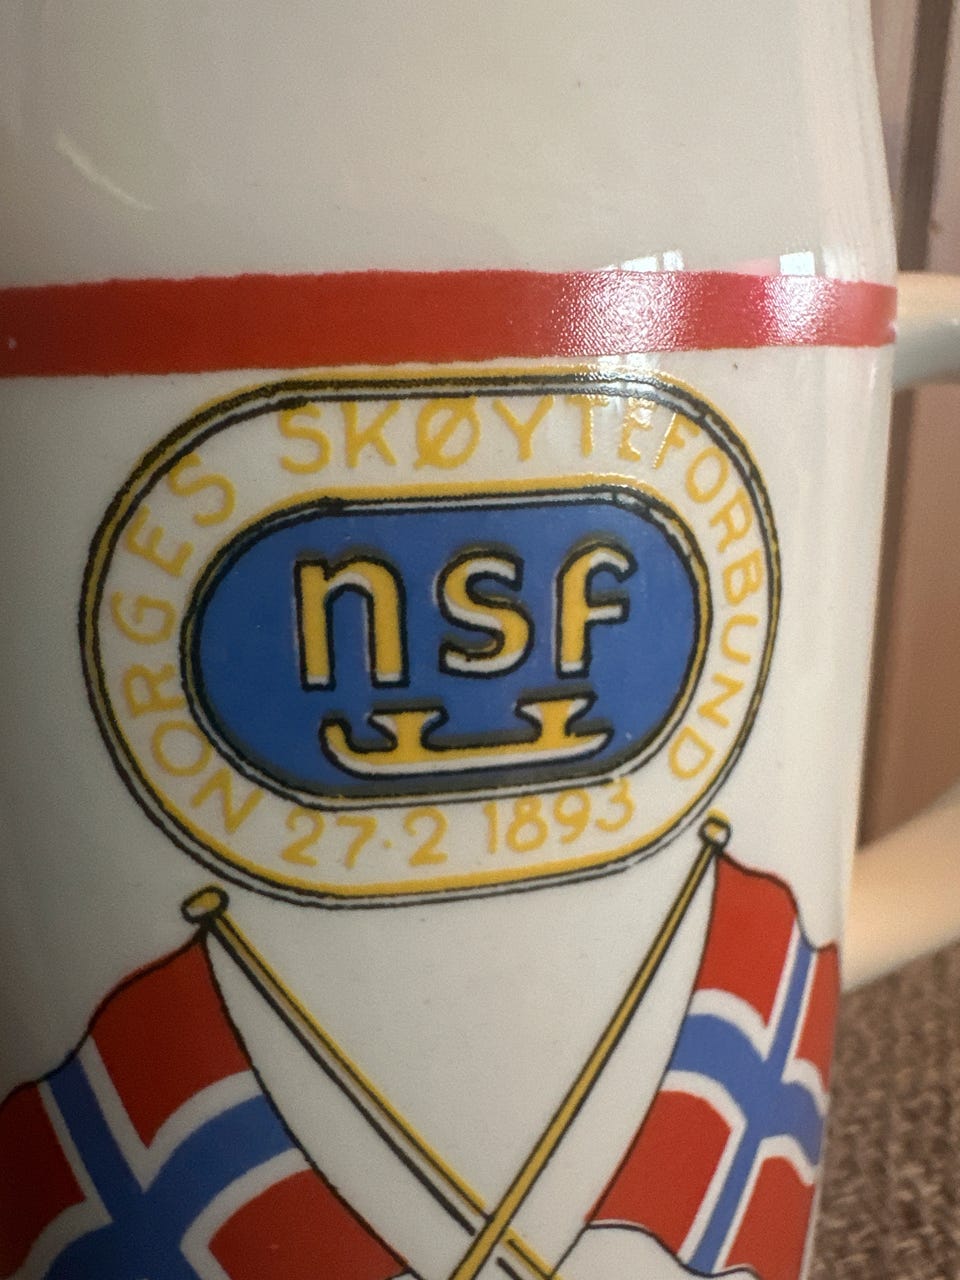 NORGES SKØYTEFORBUND
nsf
27·2 1893